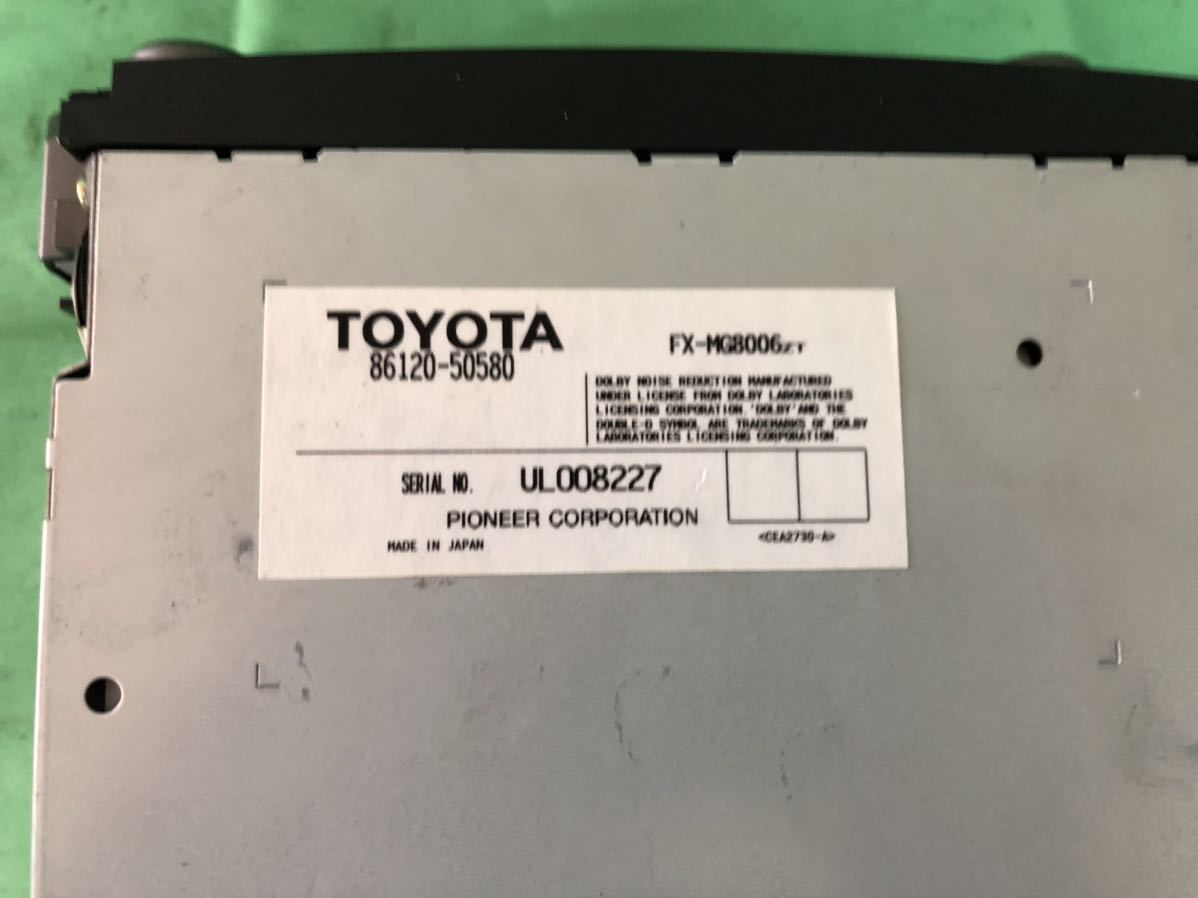 TOYOTA
86120-50580
FX-MG8006ZT
DOLBY NOISE REDUCTION MANUFACTURED
UNDER LICENSE FROM DOLBY LABORATORIES
LICENSING CORPORATION. 'DOLBY' AND THE
DOUBLE-D SYMBOL ARE TRADEMARKS OF DOLBY
LABORATORIES LICENSING CORPORATION.
SERIAL NO. UL008227
PIONEER CORPORATION
MADE IN JAPAN
<CEA2730-A>